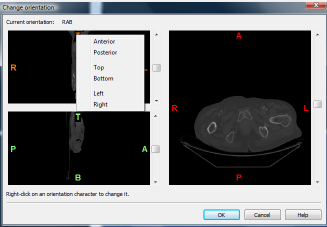 Change orientation
Current orientation: RAB
Anterior
Posterior
Top
Bottom
Left
Right
R
T
P
A
B
A
R
L
P
Right-click on an orientation character to change it.
OK
Cancel
Help